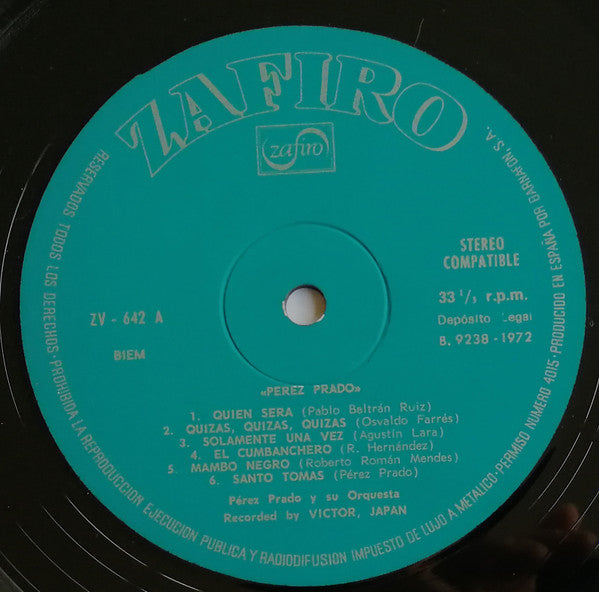 ZAFIRO
zafiro
STEREO
COMPATIBLE
ZV - 642 A
33 1/3 r.p.m.
Depósito Legal
B. 9238 - 1972
BIEM
«PEREZ PRADO»
1. QUIEN SERA (Pablo Beltrán Ruiz)
2. QUIZAS, QUIZAS, QUIZAS (Osvaldo Farrés)
3. SOLAMENTE UNA VEZ (Agustín Lara)
4. EL CUMBANCHERO (R. Hernández)
5. MAMBO NEGRO (Roberto Román Mendes)
6. SANTO TOMAS (Pérez Prado)
Pérez Prado y su Orquesta
Recorded by VICTOR, JAPAN
RESERVADOS TODOS LOS DERECHOS · PROHIBIDA LA REPRODUCCION EJECUCION PUBLICA Y RADIODIFUSION IMPUESTO DE LUJO A METALICO - PERMISO NUMERO 4015 · PRODUCIDO EN ESPAÑA POR BARNAFON, S.A.